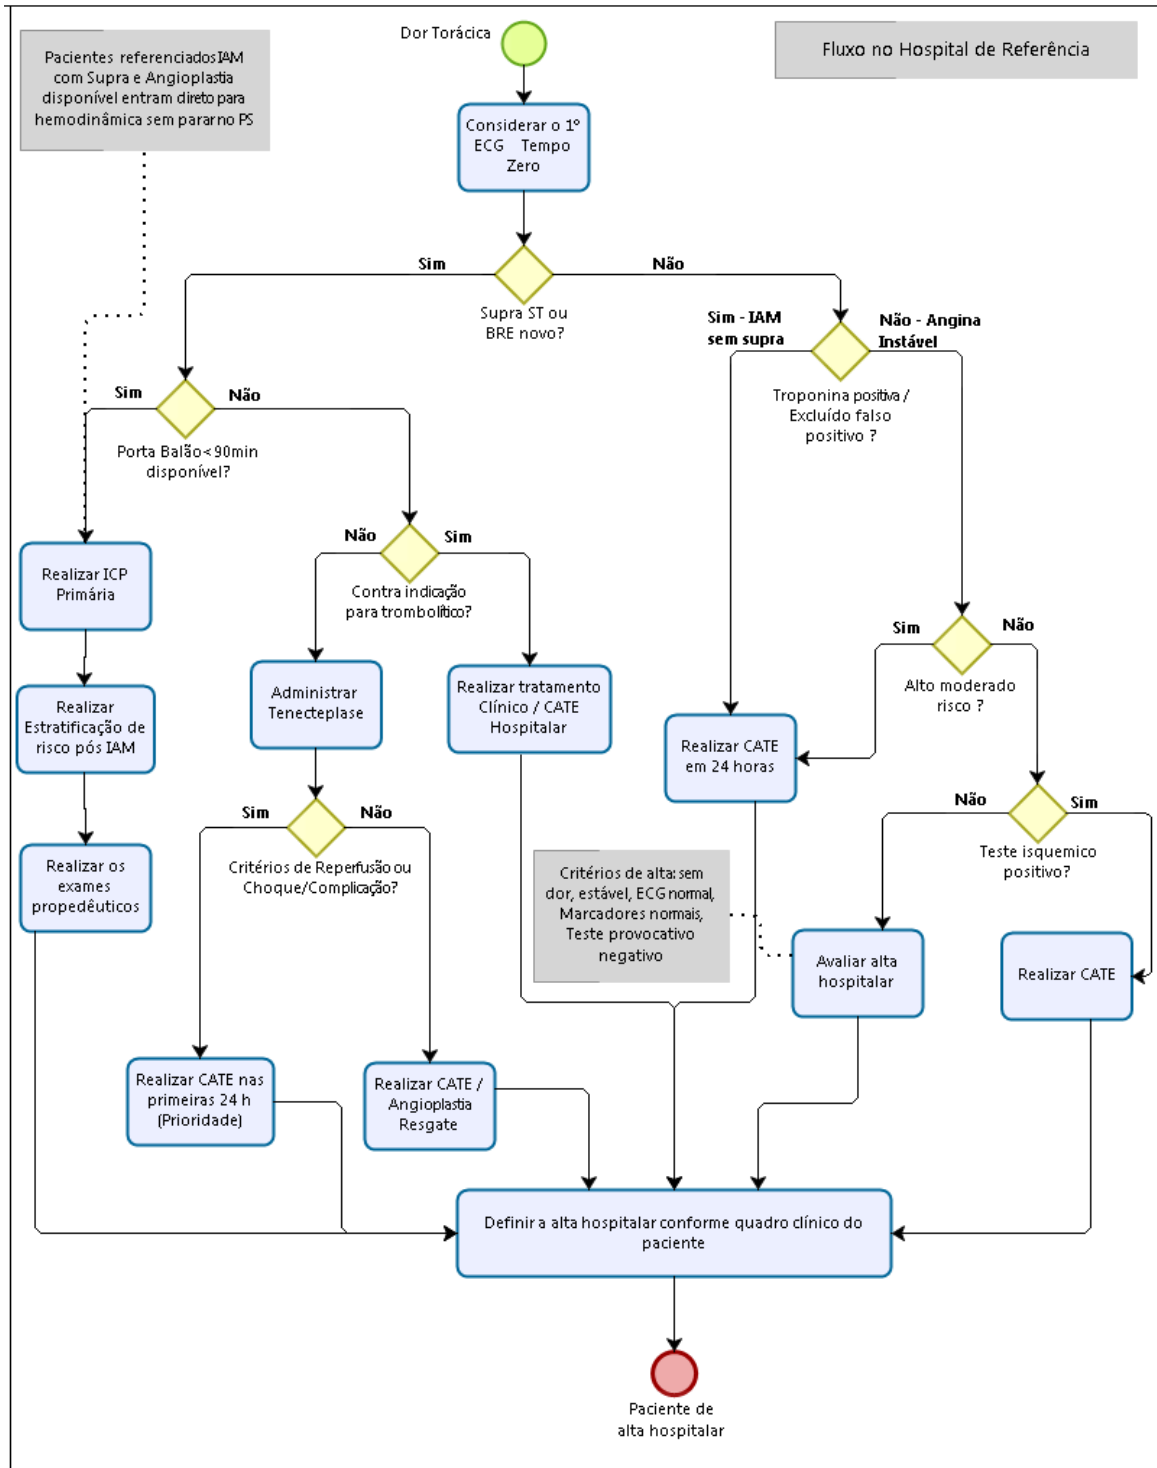 Dor Torácica
Fluxo no Hospital de Referência
Pacientes referenciados IAM
com Supra e Angioplastia
disponível entram direto para
hemodinâmica sem parar no PS
Considerar o 1º
ECG Tempo
Zero
Sim
Não
Supra ST ou
BRE novo?
Sim - IAM
sem supra
Não - Angina
Instável
Troponina positiva /
Excluído falso
positivo ?
Sim
Não
Porta Balão<90min
disponível?
Não
Sim
Contra indicação
para trombolítico?
Realizar ICP
Primária
Sim
Não
Alto moderado
risco ?
Administrar
Tenecteplase
Realizar tratamento
Clínico / CATE
Hospitalar
Realizar
Estratificação de
risco pós IAM
Realizar CATE
em 24 horas
Sim
Não
Critérios de Reperfusão ou
Choque/Complicação?
Não
Sim
Teste isquemico
positivo?
Realizar os
exames
propedêuticos
Critérios de alta: sem
dor, estável, ECG normal,
Marcadores normais,
Teste provocativo
negativo
Avaliar alta
hospitalar
Realizar CATE
Realizar CATE nas
primeiras 24 h
(Prioridade)
Realizar CATE /
Angioplastia
Resgate
Definir a alta hospitalar conforme quadro clínico do
paciente
Paciente de
alta hospitalar